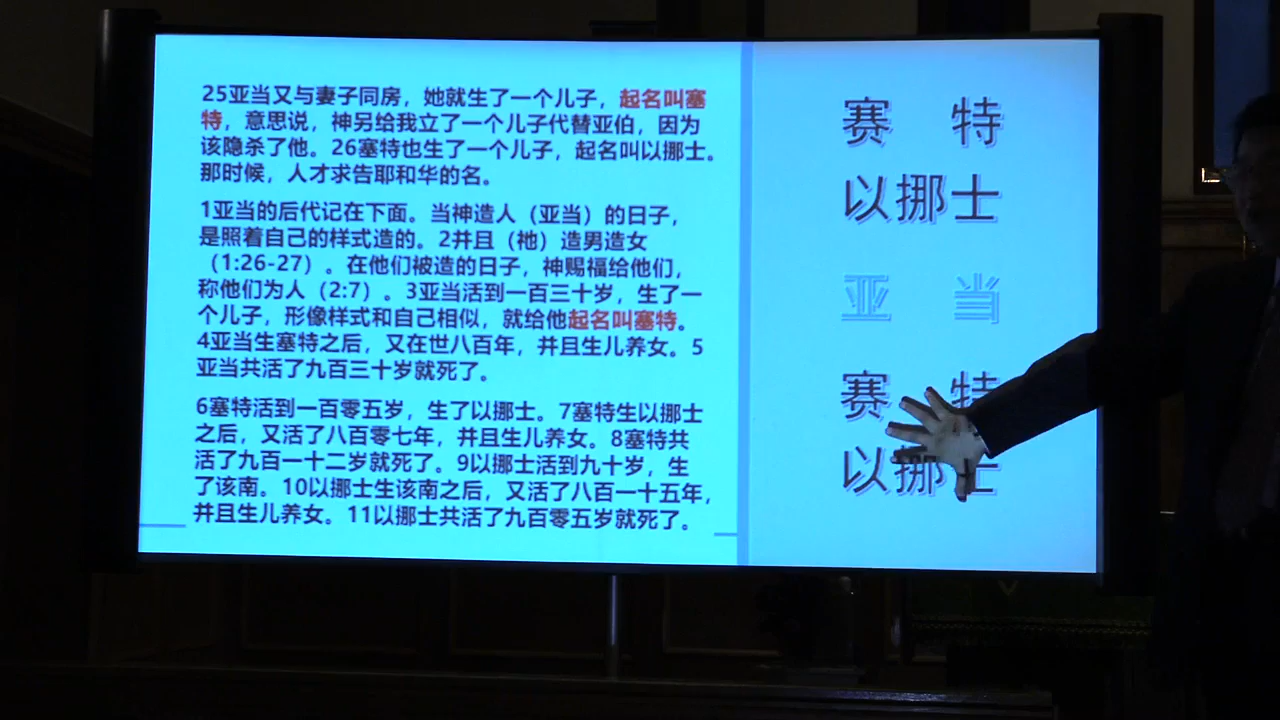 25亚当又与妻子同房，她就生了一个儿子，起名叫塞
特，意思说，神另给我立了一个儿子代替亚伯，因为
该隐杀了他。26塞特也生了一个儿子，起名叫以挪士。
那时候，人才求告耶和华的名。
1亚当的后代记在下面。当神造人（亚当）的日子，
是照着自己的样式造的。2并且（祂）造男造女
（1:26-27）。在他们被造的日子，神赐福给他们，
称他们为人（2:7）。3亚当活到一百三十岁，生了一
个儿子，形像样式和自己相似，就给他起名叫塞特。
4亚当生塞特之后，又在世八百年，并且生儿养女。5
亚当共活了九百三十岁就死了。
6塞特活到一百零五岁，生了以挪士。7塞特生以挪士
之后，又活了八百零七年，并且生儿养女。8塞特共
活了九百一十二岁就死了。9以挪士活到九十岁，生
了该南。10以挪士生该南之后，又活了八百一十五年，
并且生儿养女。11以挪士共活了九百零五岁就死了。
赛 特
以挪士
亚 当
赛 特
以挪士